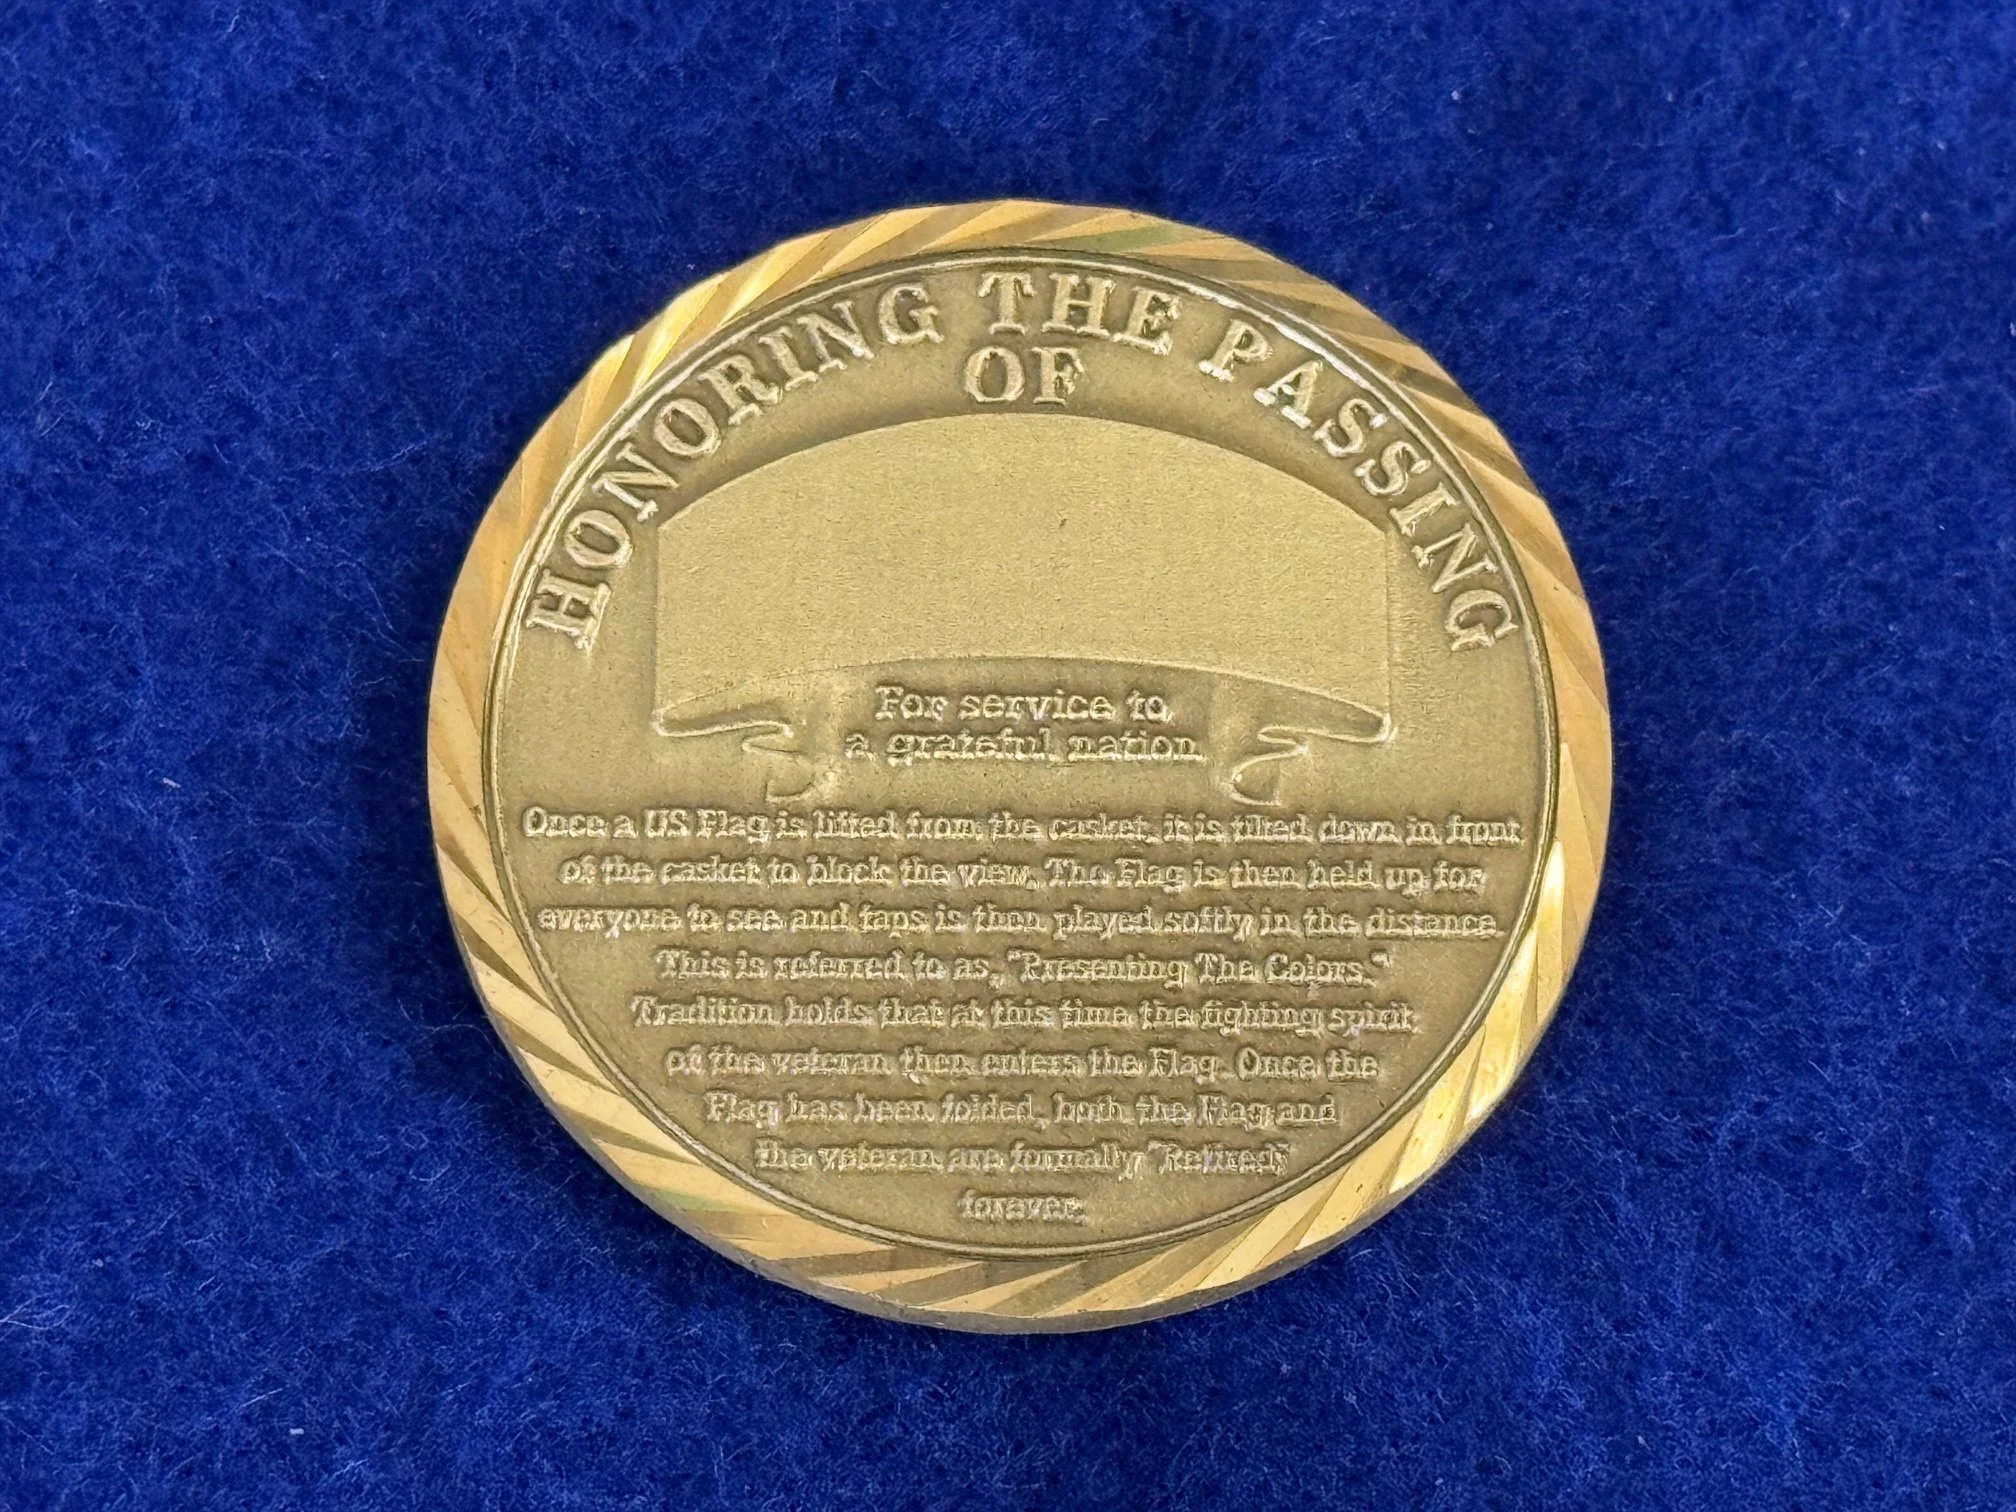 HONORING THE PASSING
OF
For service to
a grateful nation
Once a US Flag is lifted from the casket, it is tilted down in front
of the casket to block the view. The Flag is then held up for
everyone to see and taps is then played softly in the distance.
This is referred to as, "Presenting The Colors."
Tradition holds that at this time the fighting spirit
of the veteran then enters the Flag. Once the
Flag has been folded, both the Flag and
the veteran are formally "Retired"
forever.